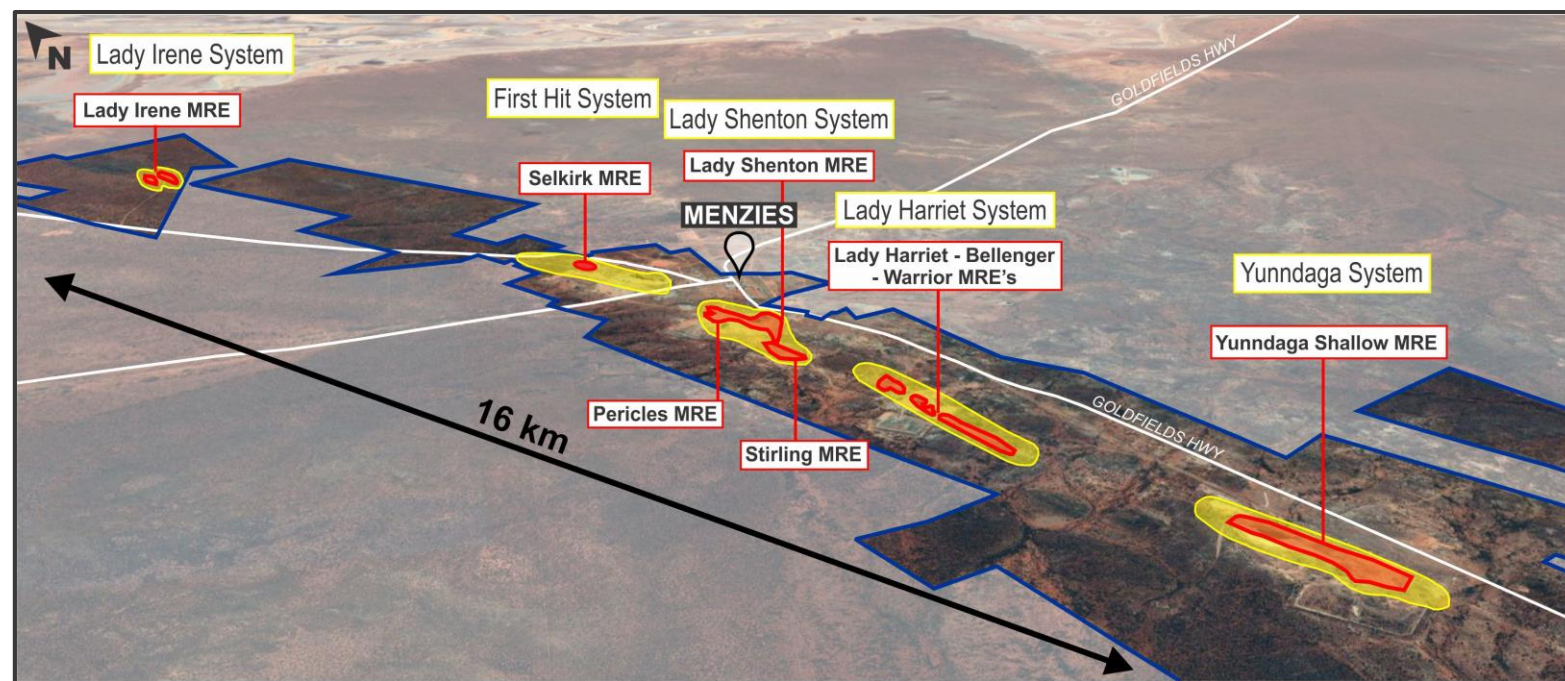 N
Lady Irene System
Lady Irene MRE
First Hit System
Selkirk MRE
Lady Shenton System
Lady Shenton MRE
MENZIES
GOLDFIELDS HWY
Lady Harriet System
Lady Harriet - Bellenger
- Warrior MRE's
Yunndaga System
Yunndaga Shallow MRE
Pericles MRE
Stirling MRE
GOLDFIELDS HWY
16 km